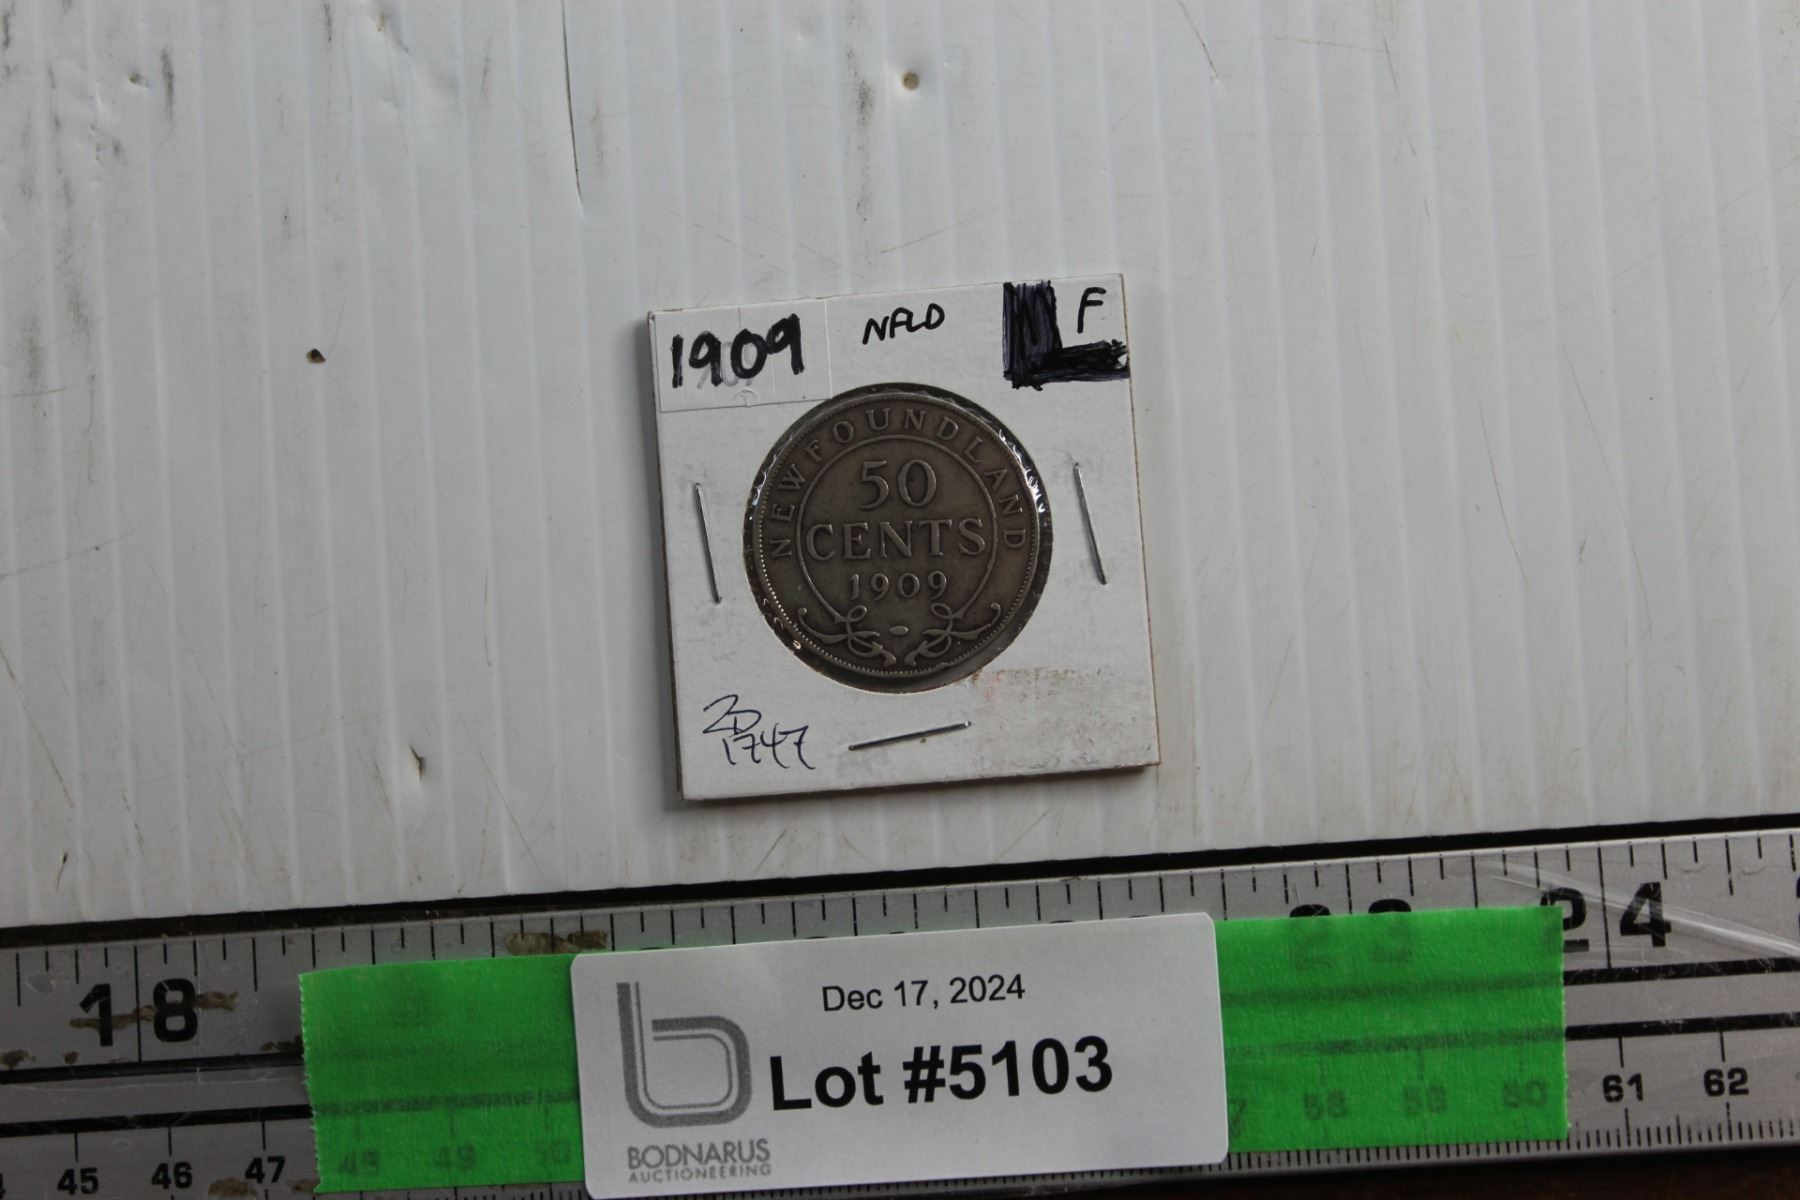 1909 NFLD F
NEWFOUNDLAND
50
CENTS
1909
1747
18 24
Dec 17, 2024
Lot #5103
BODNARUS
AUCTIONEERING
45 46 47 61 62